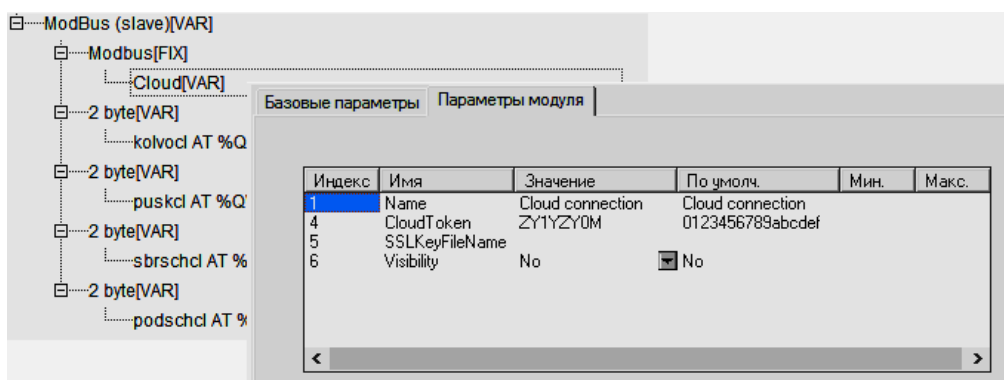 ModBus (slave)[VAR]
Modbus[FIX]
Cloud[VAR]
2 byte[VAR]
kolvocl AT %Q
2 byte[VAR]
puskcl AT %Q
2 byte[VAR]
sbrschcl AT %
2 byte[VAR]
podschcl AT %
Базовые параметры Параметры модуля
Индекс Имя Значение По умолч. Мин. Макс.
1 Name Cloud connection Cloud connection
4 CloudToken ZY1YZY0M 0123456789abcdef
5 SSLKeyFileName
6 Visibility No No